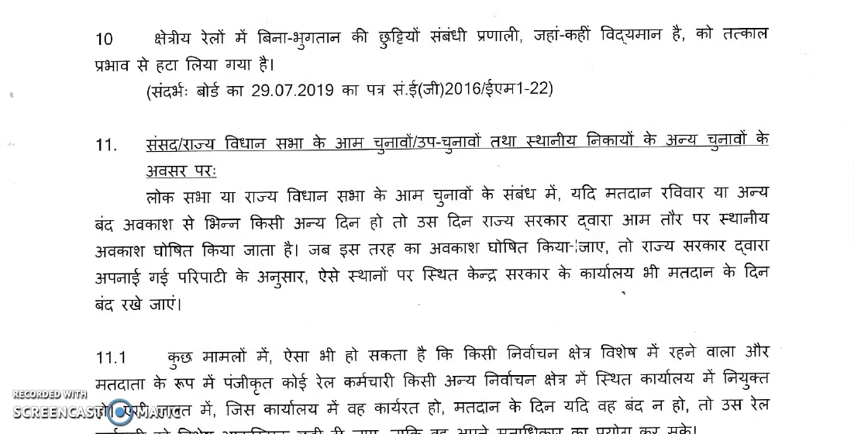 10 क्षेत्रीय रेलों में बिना-भुगतान की छुट्टियों संबंधी प्रणाली, जहां-कहीं विद्यमान है, को तत्काल
प्रभाव से हटा लिया गया है।
(संदर्भः बोर्ड का 29.07.2019 का पत्र सं.ई(जी)2016/ईएम1-22)
11. संसद/राज्य विधान सभा के आम चुनावों/उप-चुनावों तथा स्थानीय निकायों के अन्य चुनावों के
अवसर परः
लोक सभा या राज्य विधान सभा के आम चुनावों के संबंध में, यदि मतदान रविवार या अन्य
बंद अवकाश से भिन्न किसी अन्य दिन हो तो उस दिन राज्य सरकार द्वारा आम तौर पर स्थानीय
अवकाश घोषित किया जाता है। जब इस तरह का अवकाश घोषित किया जाए, तो राज्य सरकार द्वारा
अपनाई गई परिपाटी के अनुसार, ऐसे स्थानों पर स्थित केन्द्र सरकार के कार्यालय भी मतदान के दिन
बंद रखे जाएं।
11.1 कुछ मामलों में, ऐसा भी हो सकता है कि किसी निर्वाचन क्षेत्र विशेष में रहने वाला और
मतदाता के रूप में पंजीकृत कोई रेल कर्मचारी किसी अन्य निर्वाचन क्षेत्र में स्थित कार्यालय में नियुक्त
में, जिस कार्यालय में वह कार्यरत हो, मतदान के दिन यदि वह बंद न हो, तो उस रेल
RECORDED WITH
SCREENCAST-O-MATIC